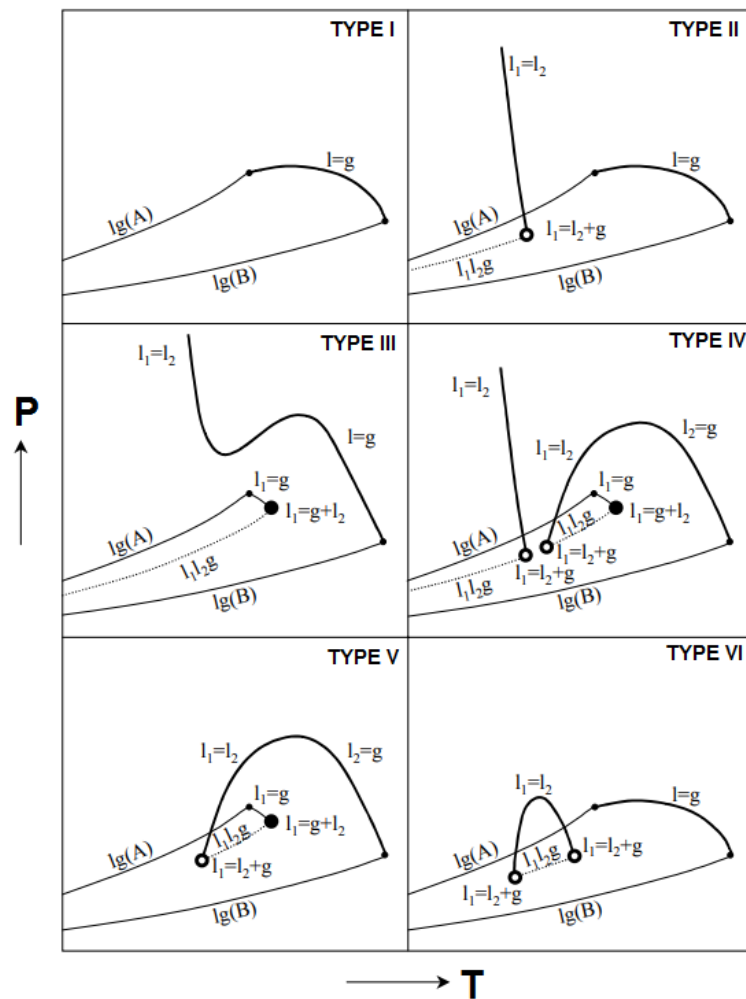 TYPE I
l=g
lg(A)
lg(B)
TYPE II
l₁=l₂
l=g
lg(A)
l₁=l₂+g
l₁l₂g
lg(B)
TYPE III
l₁=l₂
l=g
l₁=g
l₁=g+l₂
lg(A)
l₁l₂g
lg(B)
TYPE IV
l₁=l₂
l₁=l₂
l₂=g
l₁=g
l₁l₂g
l₁=g+l₂
lg(A)
l₁=l₂+g
l₁=l₂+g
l₁l₂g
lg(B)
P
TYPE V
l₁=l₂
l₂=g
l₁=g
l₁l₂g
l₁=g+l₂
lg(A)
l₁=l₂+g
lg(B)
TYPE VI
l₁=l₂
l=g
lg(A)
l₁l₂g
l₁=l₂+g
l₁=l₂+g
lg(B)
T